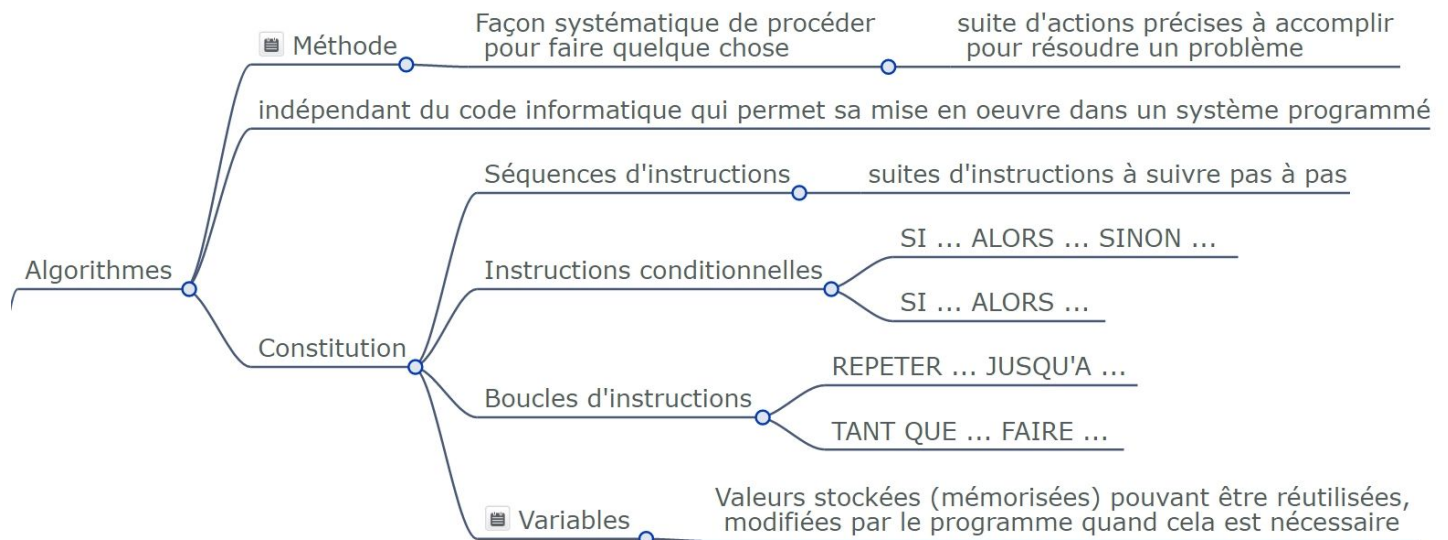 Méthode
Façon systématique de procéder
pour faire quelque chose
suite d'actions précises à accomplir
pour résoudre un problème
indépendant du code informatique qui permet sa mise en oeuvre dans un système programmé
Algorithmes
Constitution
Séquences d'instructions
suites d'instructions à suivre pas à pas
Instructions conditionnelles
SI ... ALORS ... SINON ...
SI ... ALORS ...
Boucles d'instructions
REPETER ... JUSQU'A ...
TANT QUE ... FAIRE ...
Variables
Valeurs stockées (mémorisées) pouvant être réutilisées,
modifiées par le programme quand cela est nécessaire